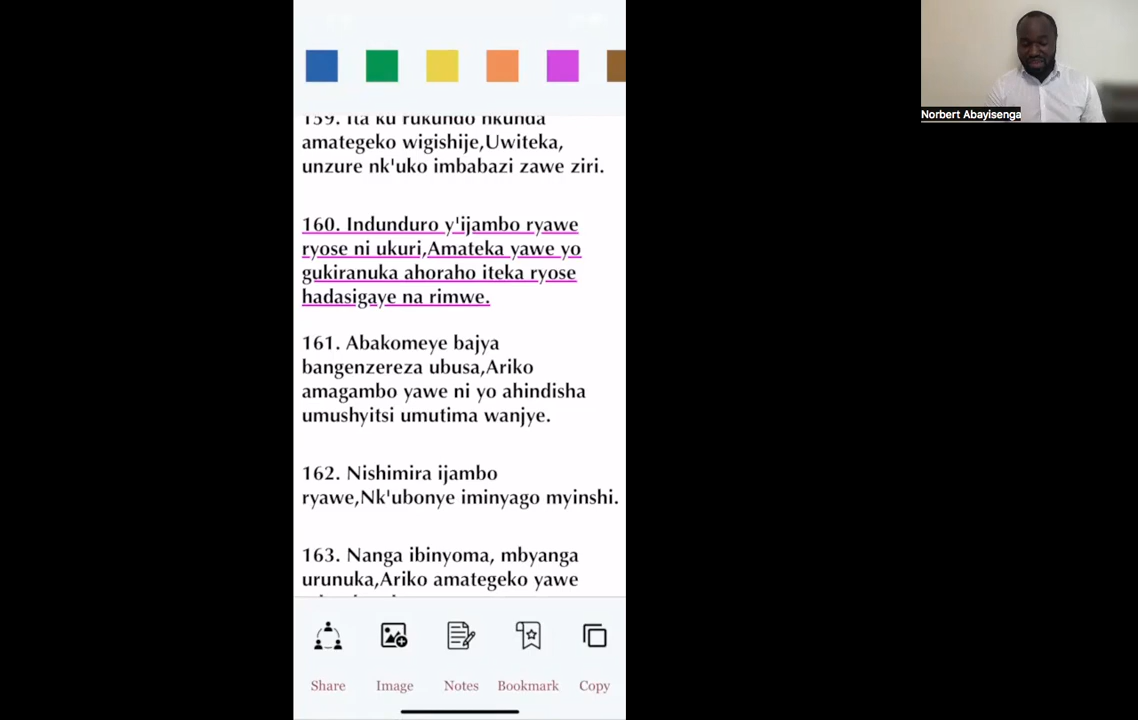 159. Ita ku rukundo nkunda
amategeko wigishije,Uwiteka,
unzure nk'uko imbabazi zawe ziri.
160. Indunduro y'ijambo ryawe
ryose ni ukuri,Amateka yawe yo
gukiranuka ahoraho iteka ryose
hadasigaye na rimwe.
161. Abakomeye bajya
bangenzereza ubusa,Ariko
amagambo yawe ni yo ahindisha
umushyitsi umutima wanjye.
162. Nishimira ijambo
ryawe,Nk'ubonye iminyago myinshi.
163. Nanga ibinyoma, mbyanga
urunuka,Ariko amategeko yawe
Share
Image
Notes
Bookmark
Copy
Norbert Abayisenga